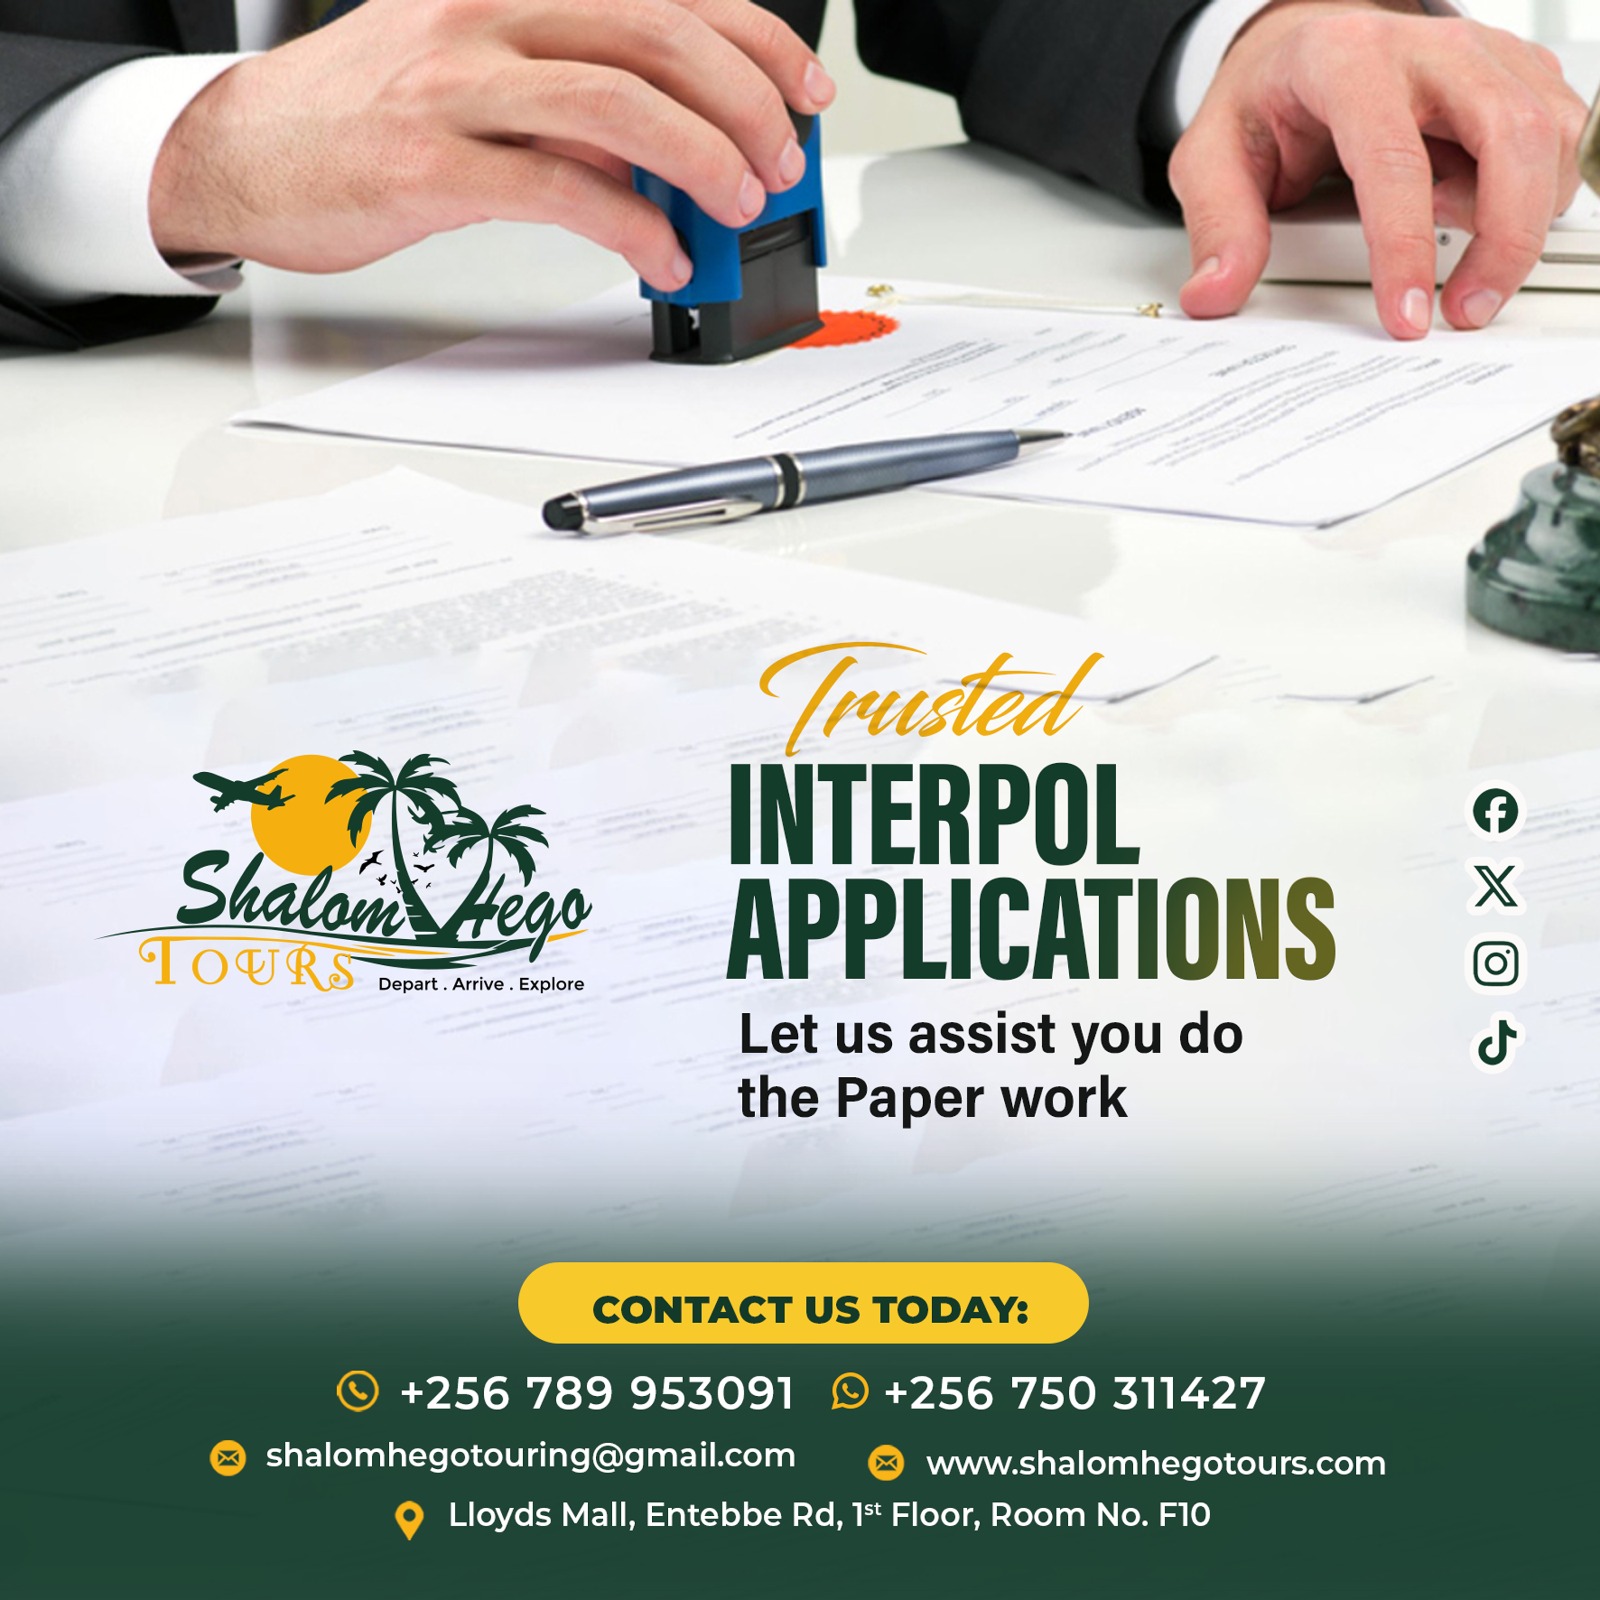 Trusted
INTERPOL
APPLICATIONS
Let us assist you do
the Paper work
Shalom Hego
TOURS
Depart . Arrive . Explore
CONTACT US TODAY:
+256 789 953091
+256 750 311427
shalomhegotouring@gmail.com
www.shalomhegotours.com
Lloyds Mall, Entebbe Rd, 1st Floor, Room No. F10